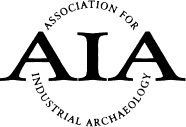 ASSOCIATION FOR
AIA
INDUSTRIAL ARCHAEOLOGY